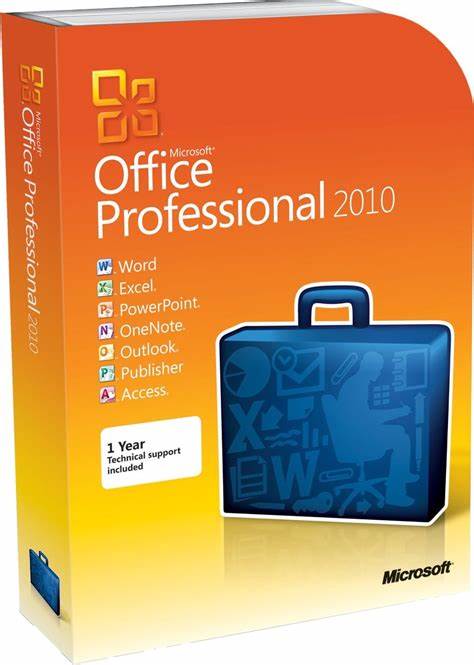 Microsoft®
Office
Professional 2010
Word
Excel®
PowerPoint®
OneNote®
Outlook®
Publisher
Access®
1 Year
Technical support
included
X
W
Microsoft®
Office Professional 2010